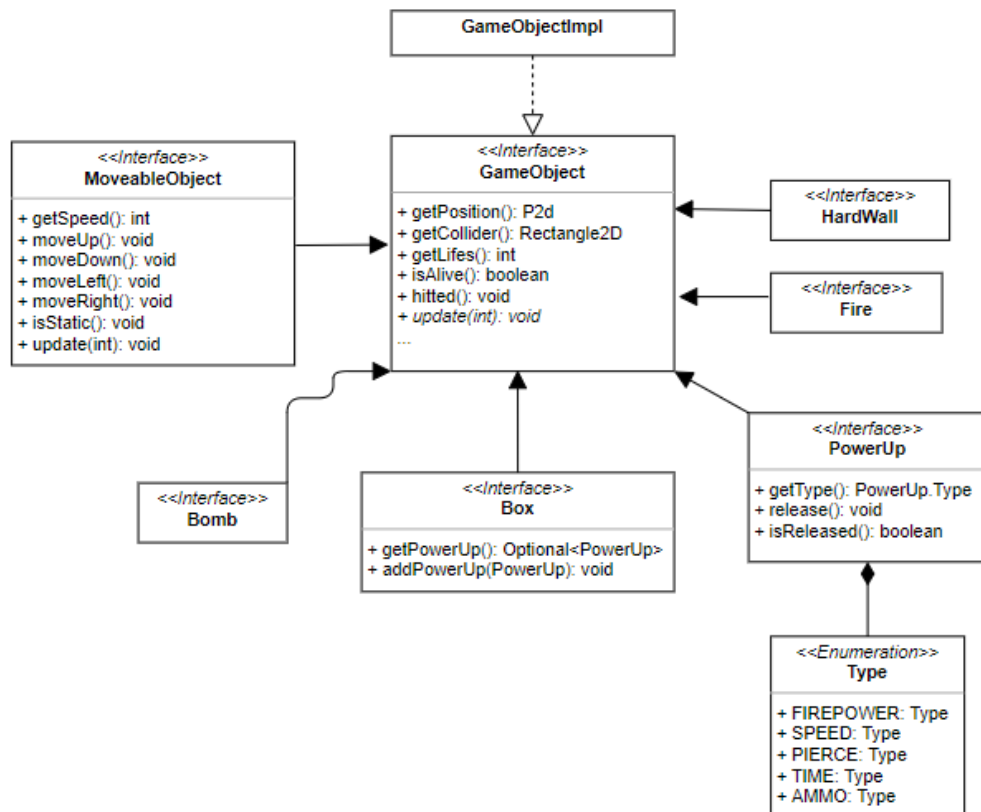 GameObjectImpl
<<Interface>>
MoveableObject
+ getSpeed(): int
+ moveUp(): void
+ moveDown(): void
+ moveLeft(): void
+ moveRight(): void
+ isStatic(): void
+ update(int): void
<<Interface>>
GameObject
+ getPosition(): P2d
+ getCollider(): Rectangle2D
+ getLifes(): int
+ isAlive(): boolean
+ hitted(): void
+ update(int): void
...
<<Interface>>
HardWall
<<Interface>>
Fire
<<Interface>>
Bomb
<<Interface>>
Box
+ getPowerUp(): Optional<PowerUp>
+ addPowerUp(PowerUp): void
<<Interface>>
PowerUp
+ getType(): PowerUp.Type
+ release(): void
+ isReleased(): boolean
<<Enumeration>>
Type
+ FIREPOWER: Type
+ SPEED: Type
+ PIERCE: Type
+ TIME: Type
+ AMMO: Type